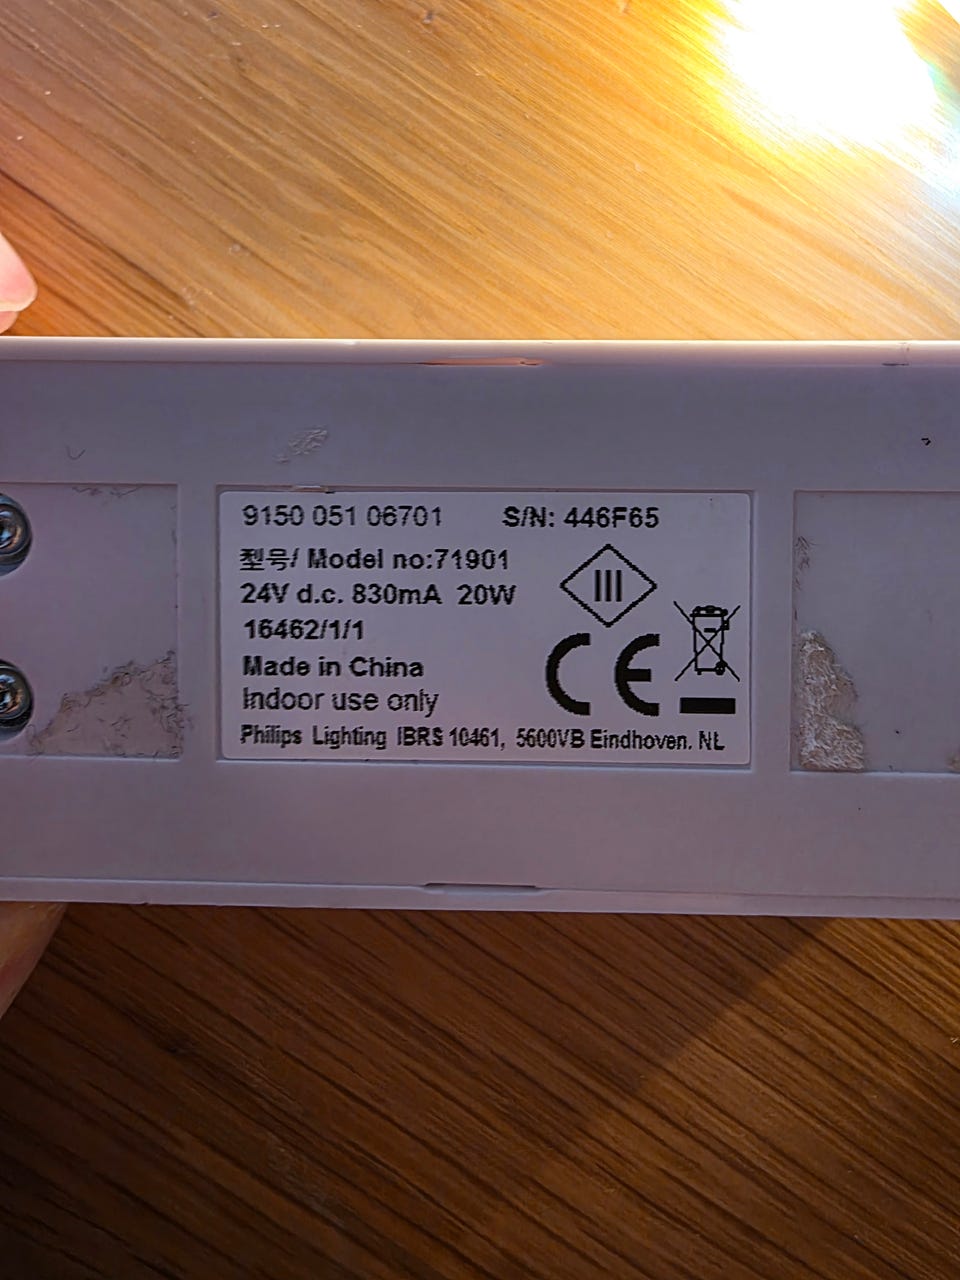 9150 051 06701 S/N: 446F65
型号/ Model no:71901
24V d.c. 830mA 20W
III
16462/1/1
Made in China
Indoor use only
CE
Philips Lighting IBRS 10461, 5600VB Eindhoven. NL